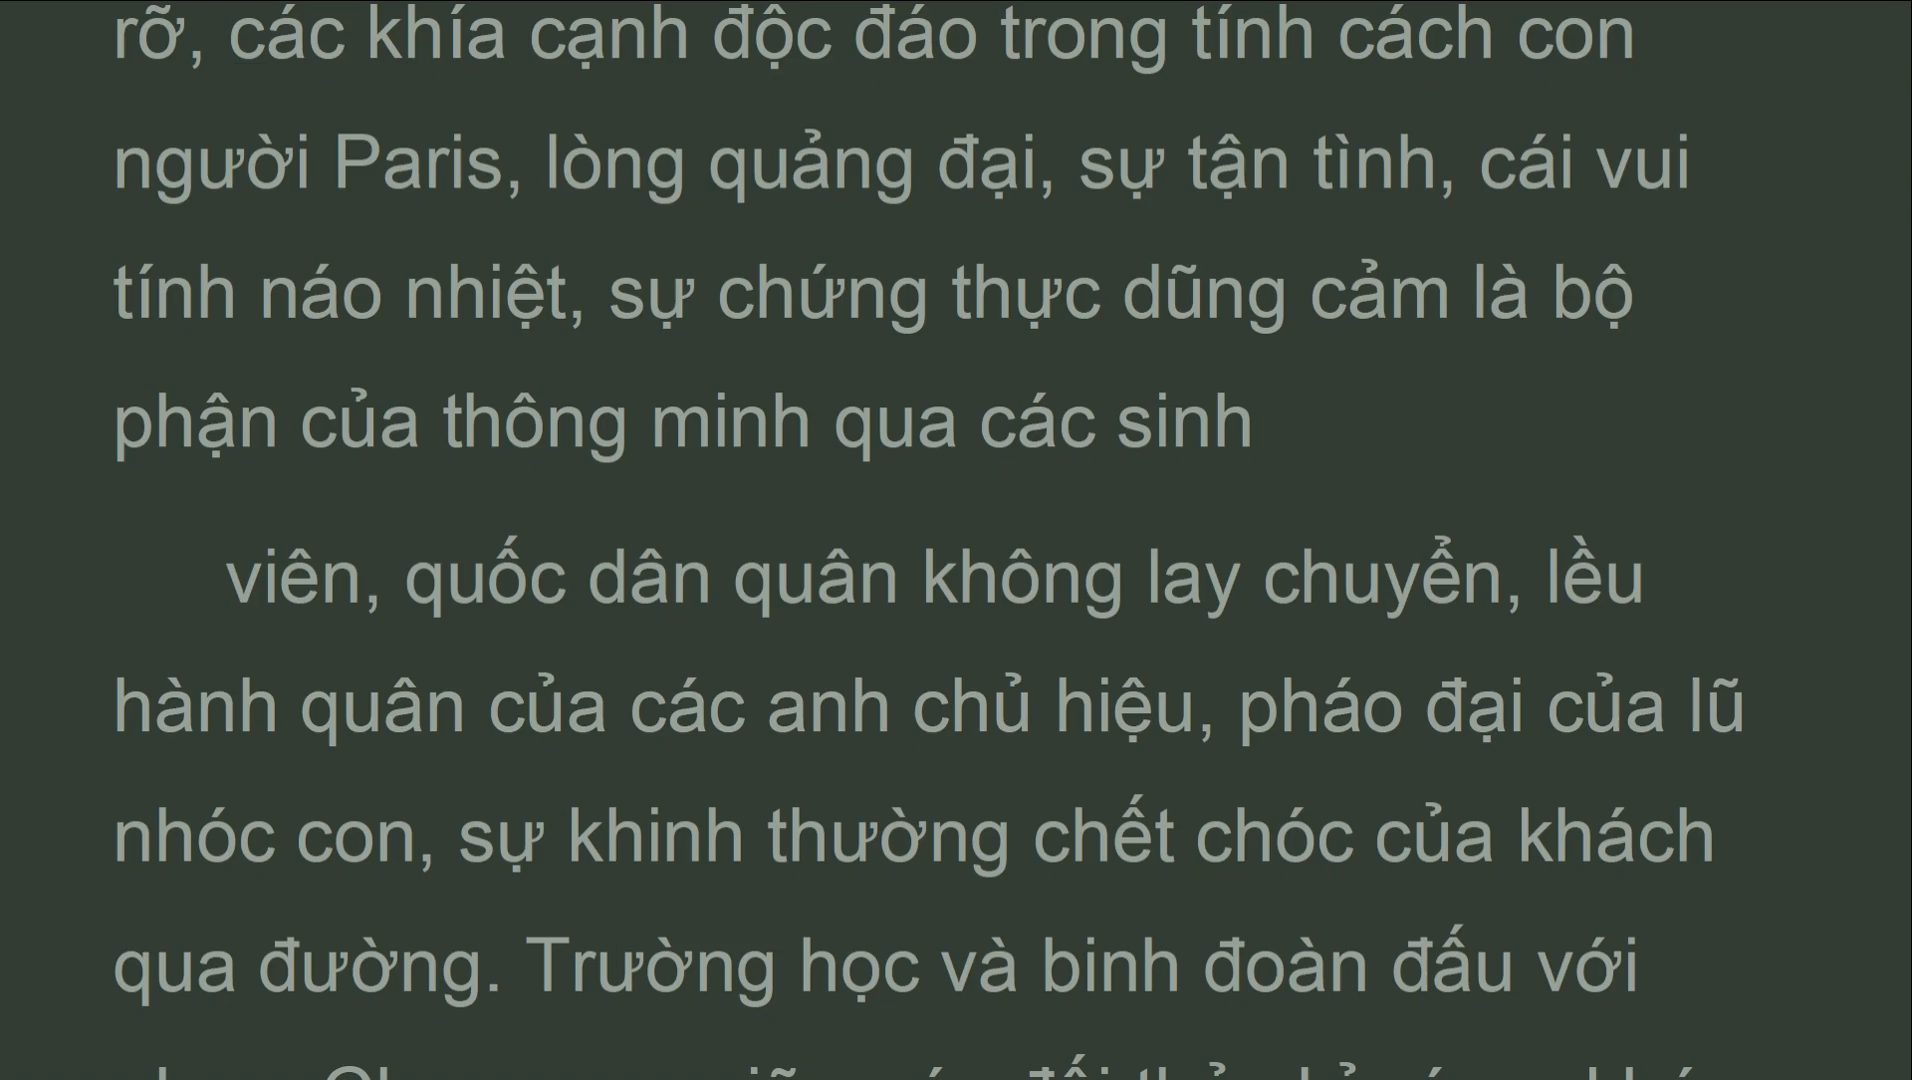 rỡ, các khía cạnh độc đáo trong tính cách con
người Paris, lòng quảng đại, sự tận tình, cái vui
tính náo nhiệt, sự chứng thực dũng cảm là bộ
phận của thông minh qua các sinh
viên, quốc dân quân không lay chuyển, lều
hành quân của các anh chủ hiệu, pháo đại của lũ
nhóc con, sự khinh thường chết chóc của khách
qua đường. Trường học và binh đoàn đấu với